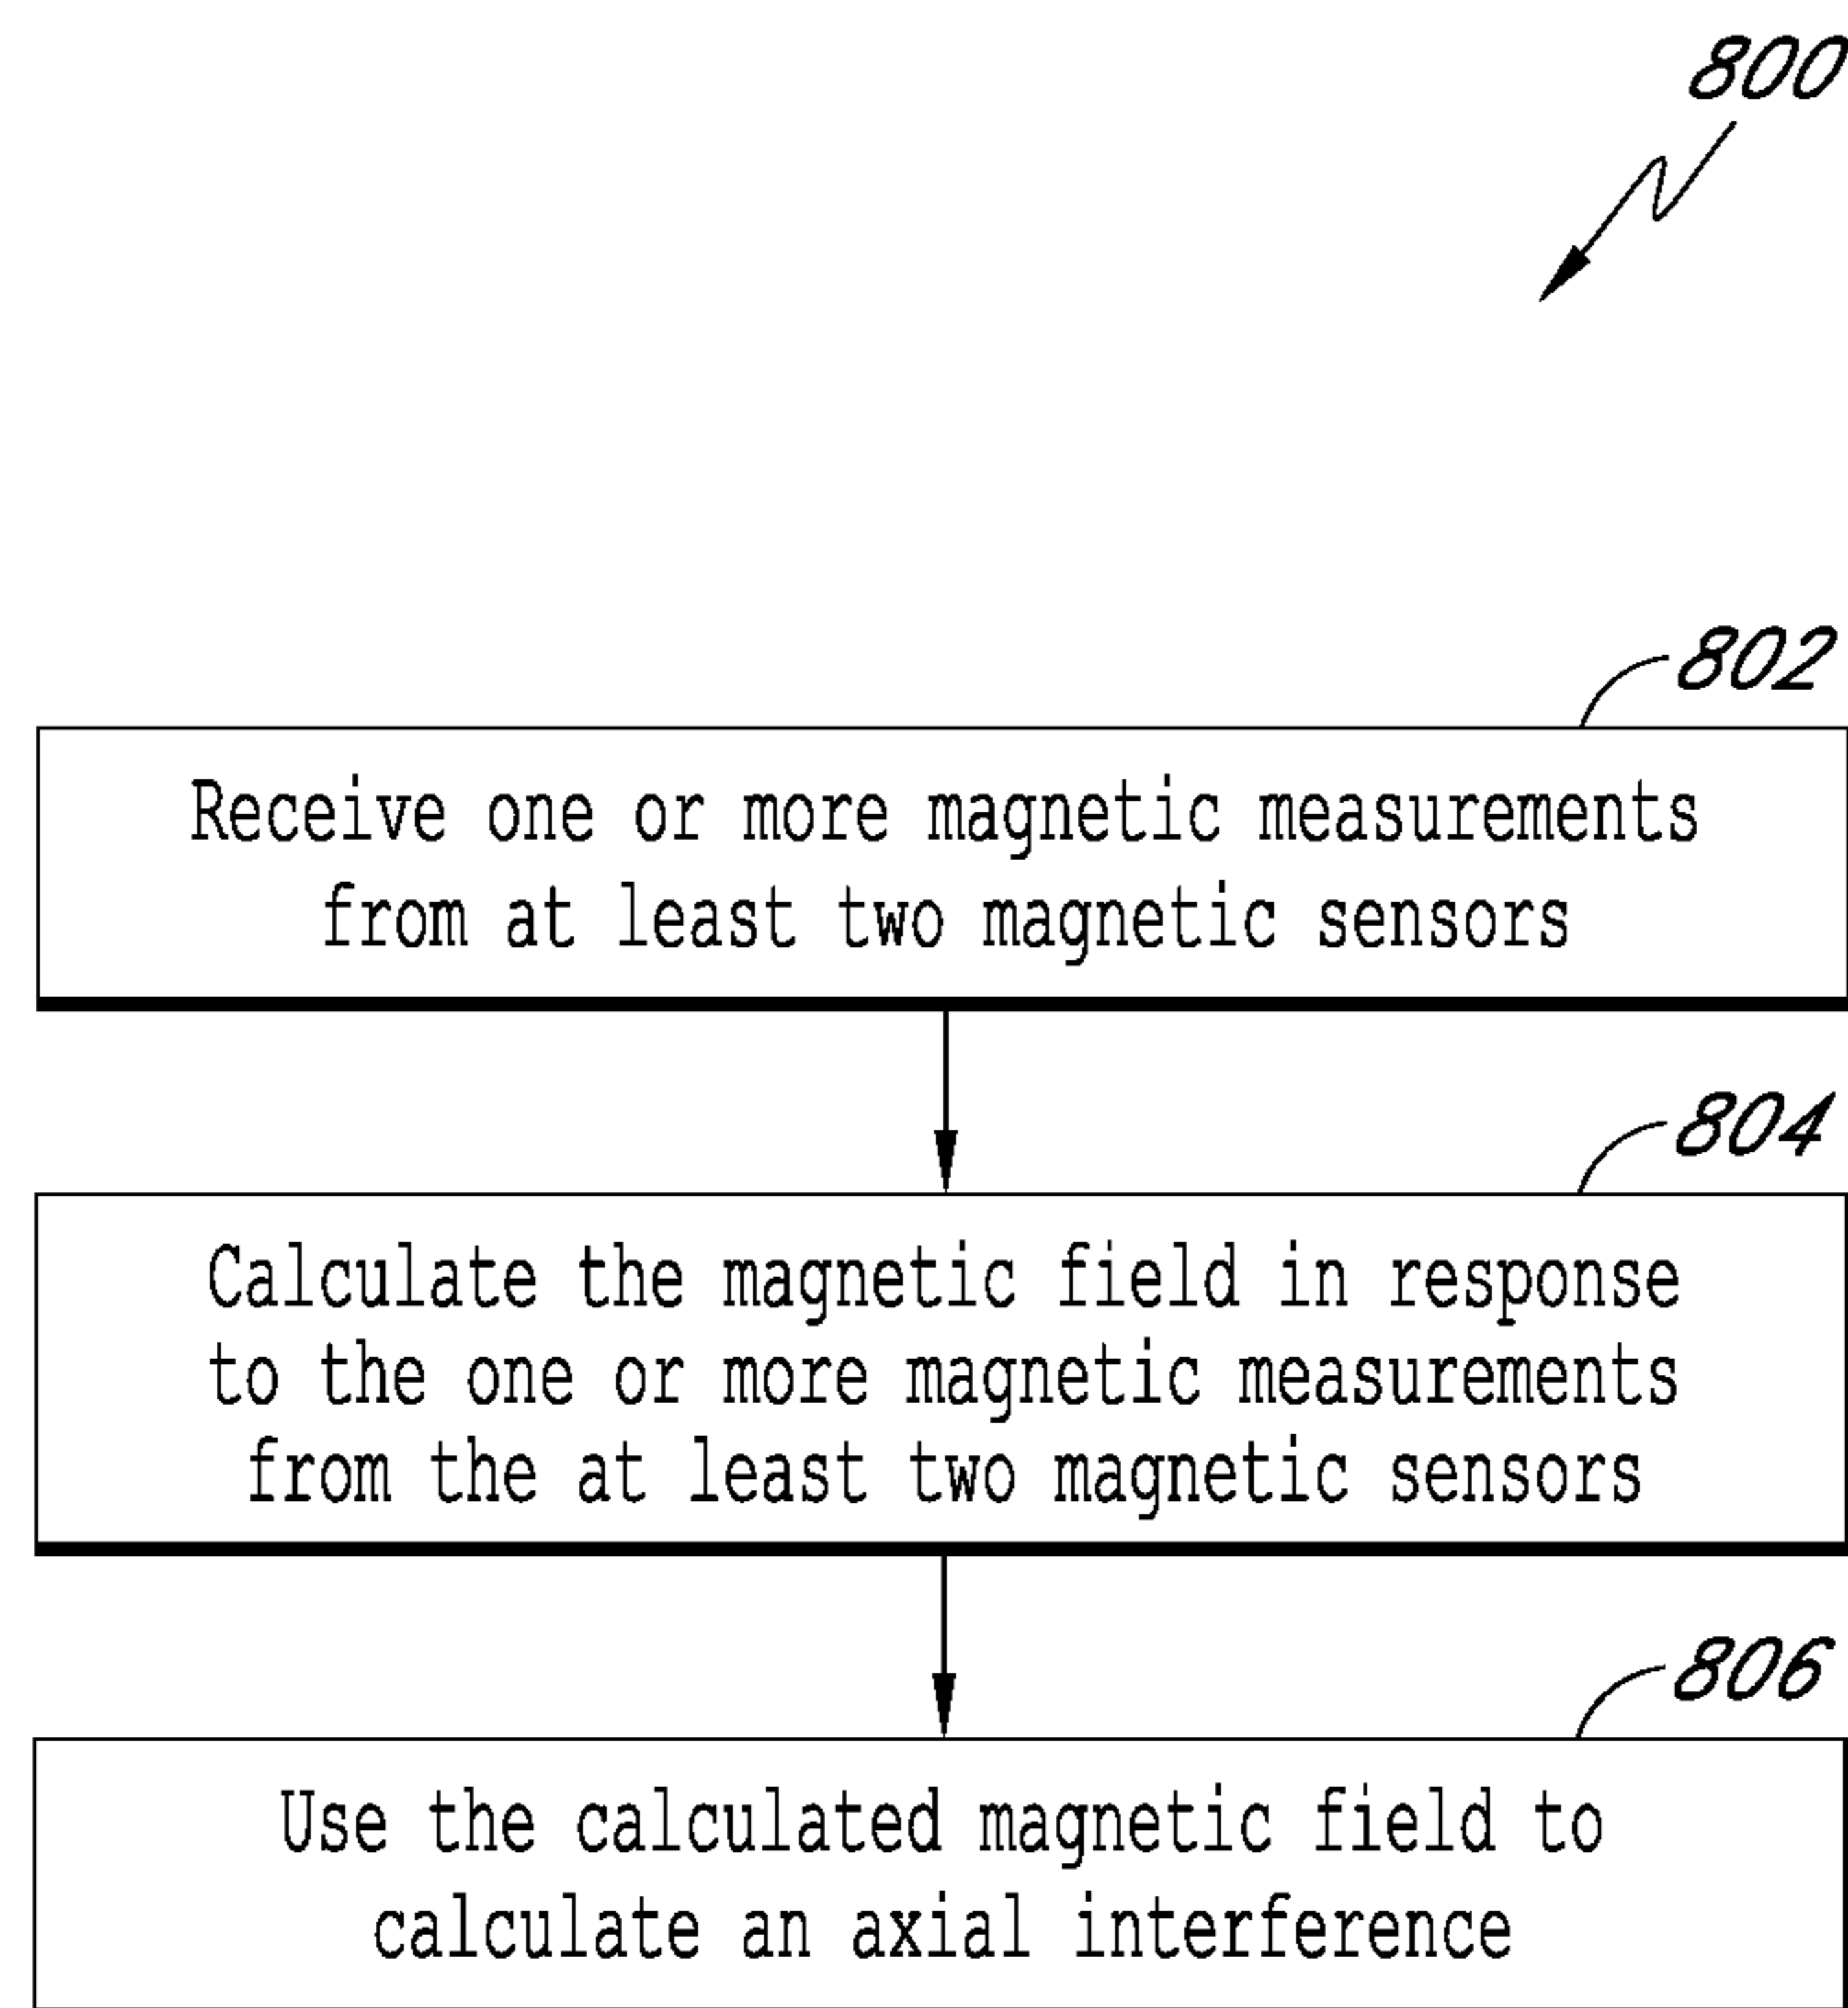 800
802
Receive one or more magnetic measurements
from at least two magnetic sensors
804
Calculate the magnetic field in response
to the one or more magnetic measurements
from the at least two magnetic sensors
806
Use the calculated magnetic field to
calculate an axial interference